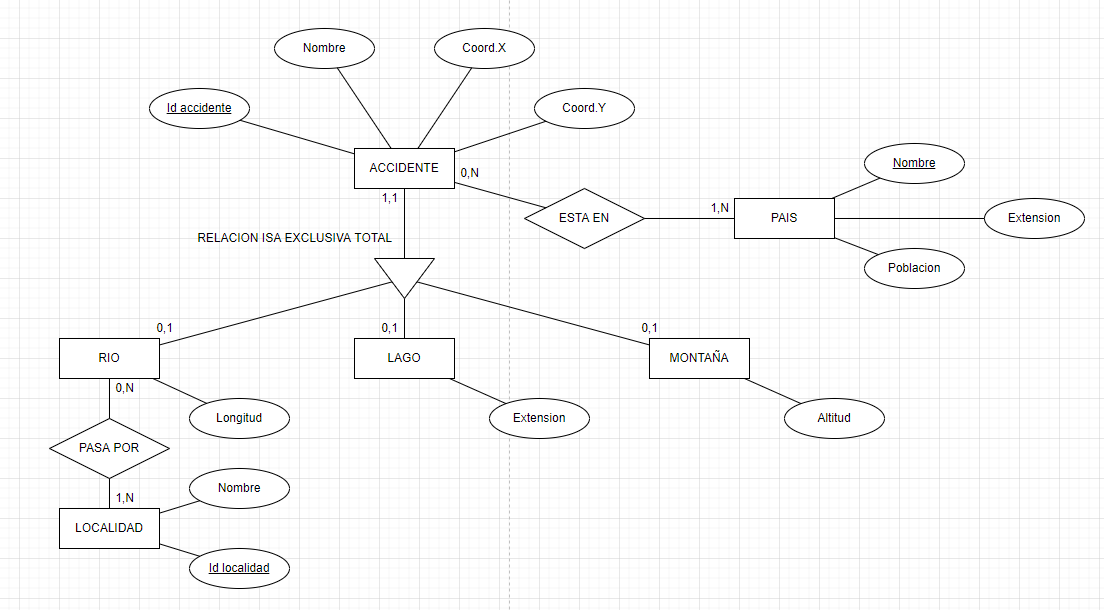 Nombre
Coord.X
Id accidente
Coord.Y
ACCIDENTE
0,N
Nombre
1,1
ESTA EN
1,N
PAIS
Extension
RELACION ISA EXCLUSIVA TOTAL
Poblacion
0,1
0,1
0,1
RIO
LAGO
MONTAÑA
0,N
Longitud
Extension
Altitud
PASA POR
Nombre
1,N
LOCALIDAD
Id localidad